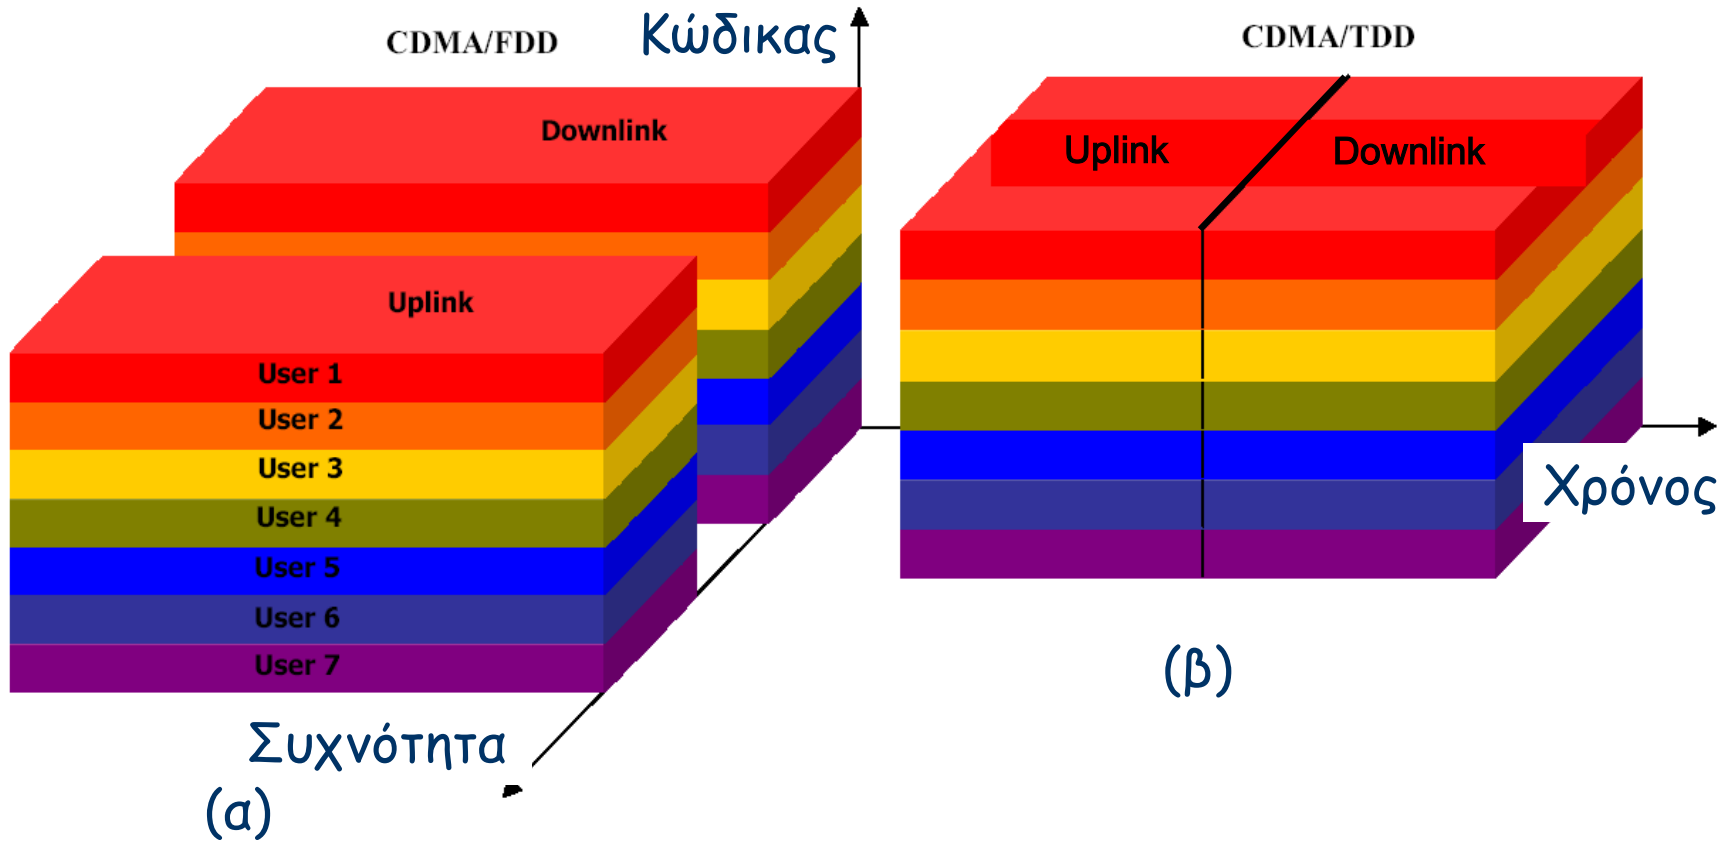 CDMA/FDD
Κώδικας
CDMA/TDD
Downlink
Uplink
Downlink
Uplink
User 1
User 2
User 3
User 4
User 5
User 6
User 7
Χρόνος
Συχνότητα
(α)
(β)